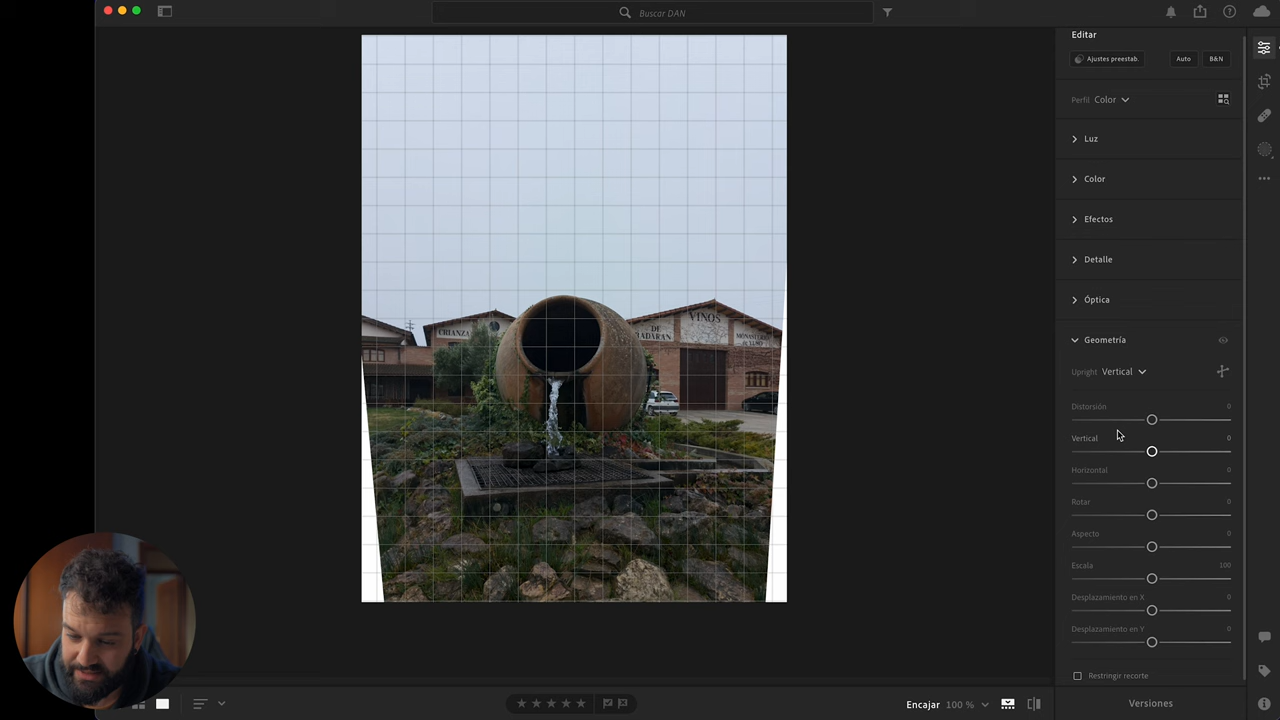 Buscar DAN
Editar
Ajustes preestab.
Auto
B&N
Perfil Color
Luz
Color
Efectos
Detalle
Óptica
Geometría
Upright Vertical
Distorsión 0
Vertical 0
Horizontal 0
Rotar 0
Aspecto 0
Escala 100
Desplazamiento en X 0
Desplazamiento en Y 0
Restringir recorte
CRIANZA
DE
VINOS
MONASTERIO
Encajar 100 %
Versiones